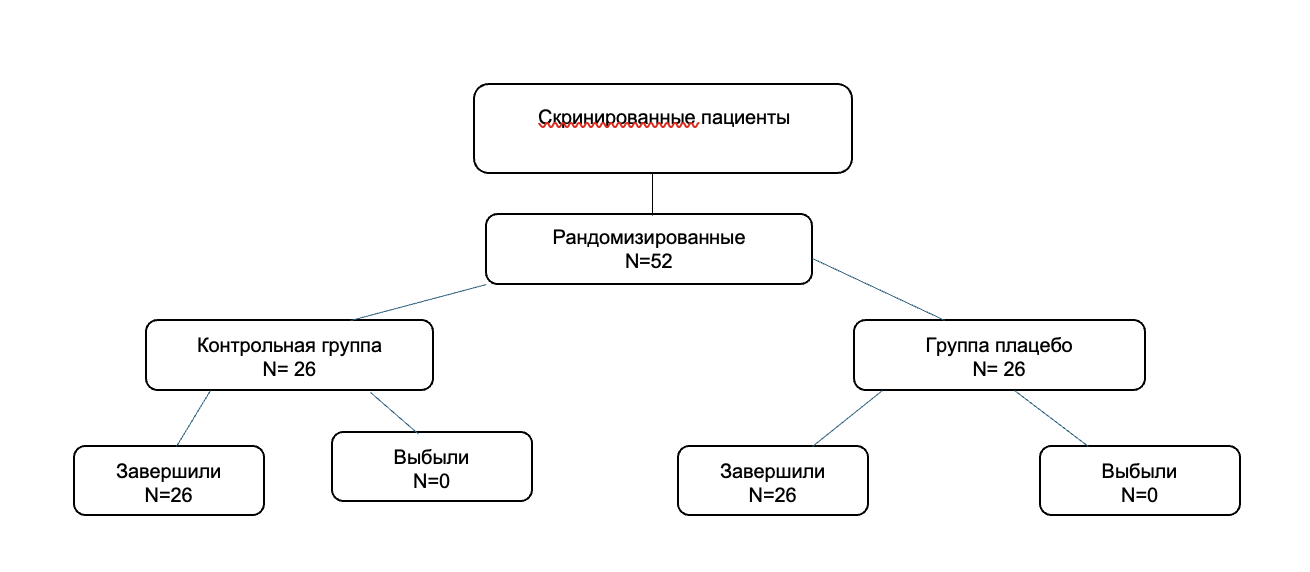 Скринированные пациенты
Рандомизированные
N=52
Контрольная группа
N= 26
Группа плацебо
N= 26
Завершили
N=26
Выбыли
N=0
Завершили
N=26
Выбыли
N=0